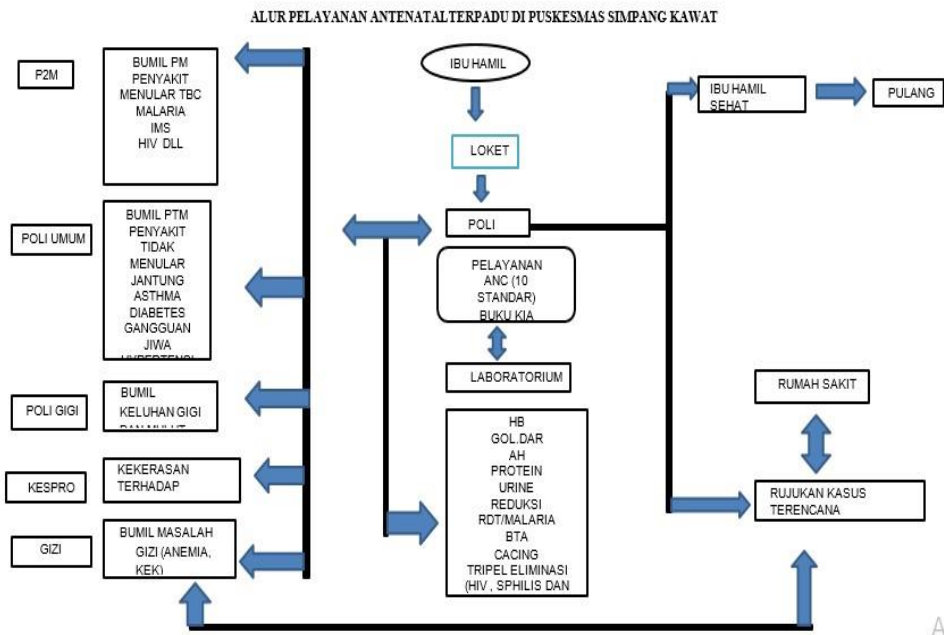 ALUR PELAYANAN ANTENATAL TERPADU DI PUSKESMAS SIMPANG KAWAT
P2M
BUMIL PM
PENYAKIT
MENULAR TBC
MALARIA
IMS
HIV DLL
POLI UMUM
BUMIL PTM
PENYAKIT
TIDAK
MENULAR
JANTUNG
ASTHMA
DIABETES
GANGGUAN
JIWA
HYPERTENSI
POLI GIGI
BUMIL
KELUHAN GIGI
DAN MULUT
KESPRO
KEKERASAN
TERHADAP
GIZI
BUMIL MASALAH
GIZI (ANEMIA,
KEK)
IBU HAMIL
LOKET
POLI
PELAYANAN
ANC (10
STANDAR)
BUKU KIA
LABORATORIUM
HB
GOL.DAR
AH
PROTEIN
URINE
REDUKSI
RDT/MALARIA
BTA
CACING
TRIPEL ELIMINASI
(HIV , SPHILIS DAN
IBU HAMIL
SEHAT
PULANG
RUMAH SAKIT
RUJUKAN KASUS
TERENCANA
A